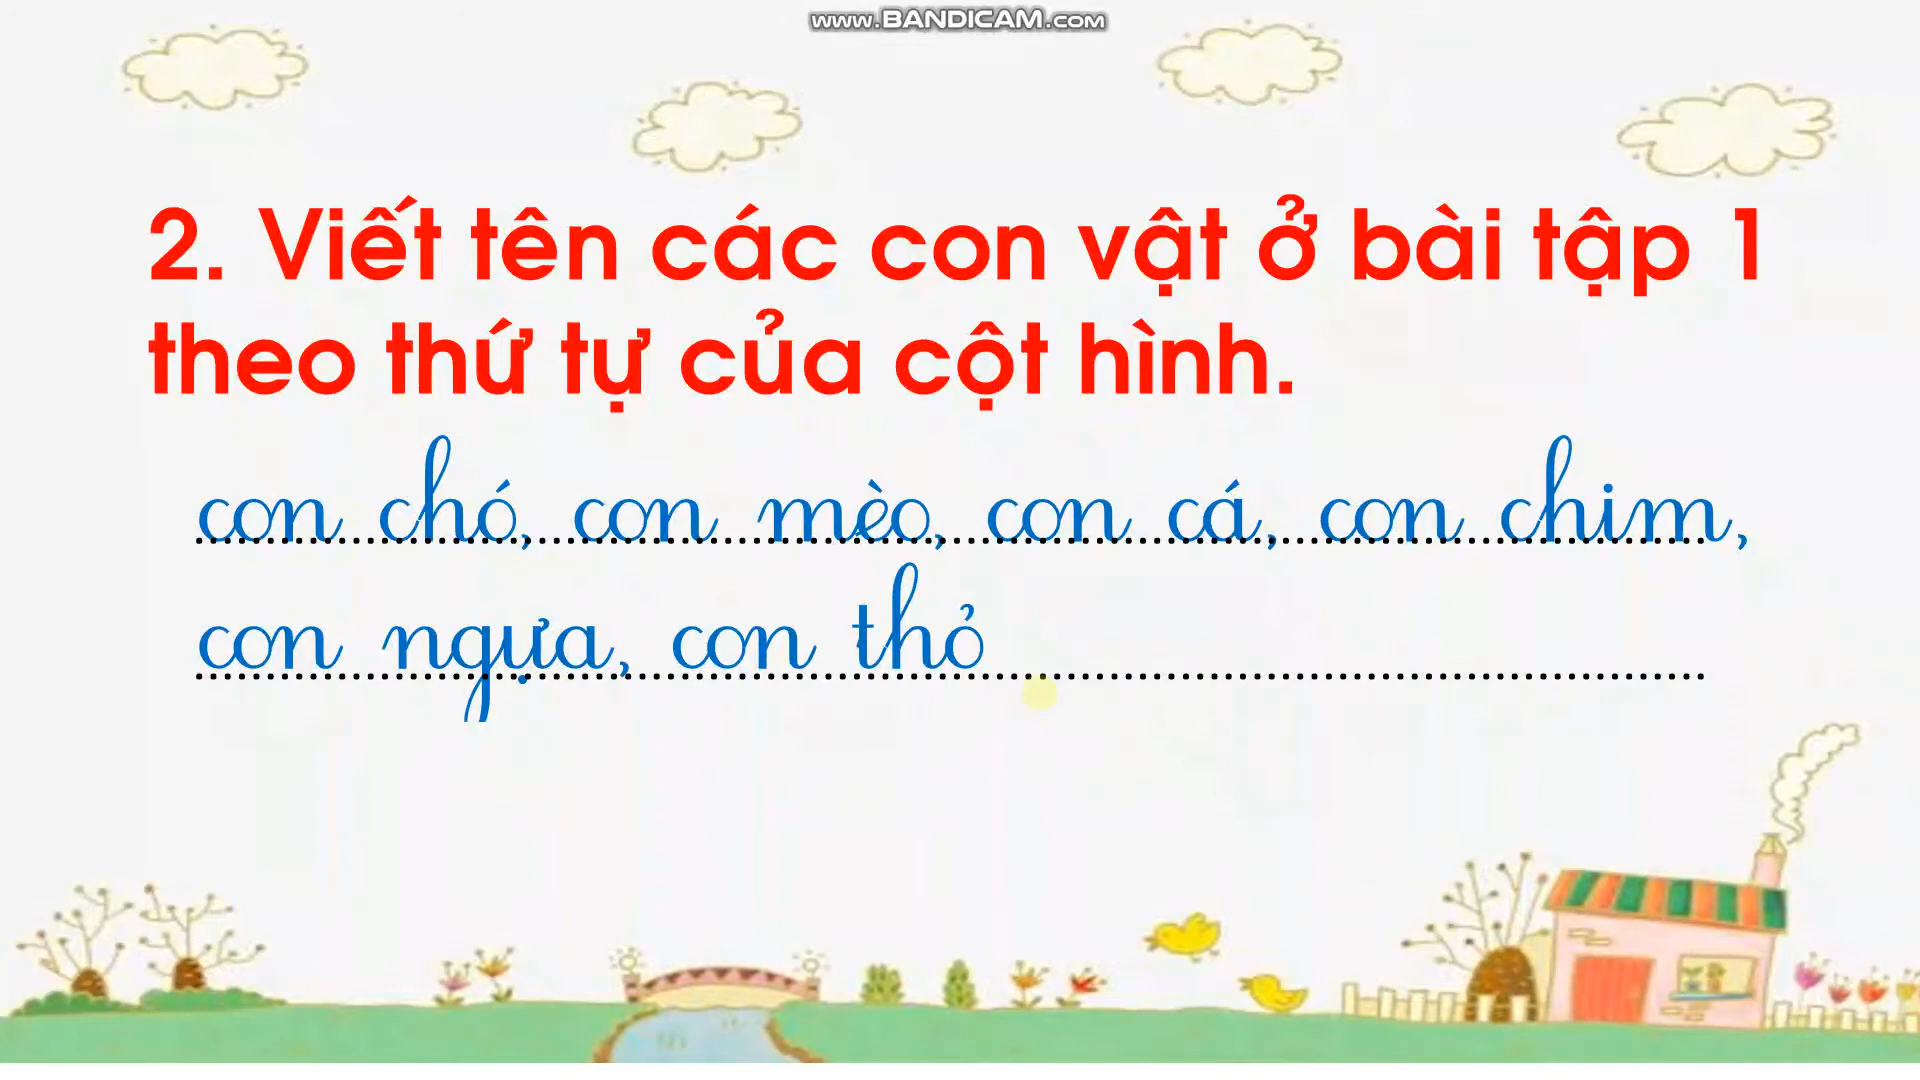 www.BANDICAM.com
2. Viết tên các con vật ở bài tập 1
theo thứ tự của cột hình.
con chó, con mèo, con cá, con chim,
con ngựa, con thỏ